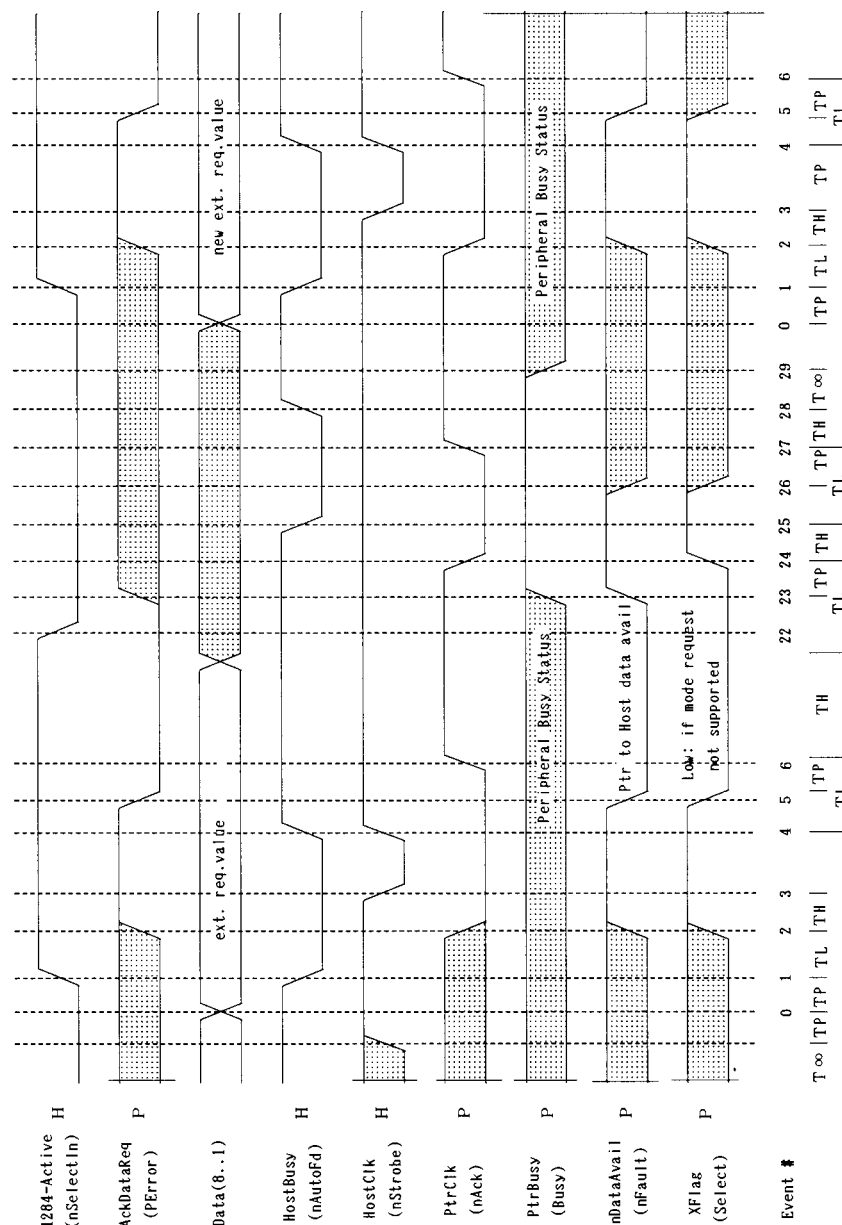 1284-Active H
(nSelectIn)
AckDataReq P
(PError)
Data(8..1)
ext. req.value
new ext. req.value
HostBusy H
(nAutoFd)
HostClk H
(nStrobe)
PtrClk P
(nAck)
PtrBusy P
(Busy)
Peripheral Busy Status
Peripheral Busy Status
nDataAvail P
(nFault)
Ptr to Host data avail
XFlag P
(Select)
Low: if mode request
not supported
Event # 0 1 2 3 4 5 6 22 23 24 25 26 27 28 29 0 1 2 3 4 5 6
T∞ |TP|TP| TL |TH| | |TP| TH | |TP| TH | |TP|TH|T∞| |TP| TL |TH| TP | |TP|